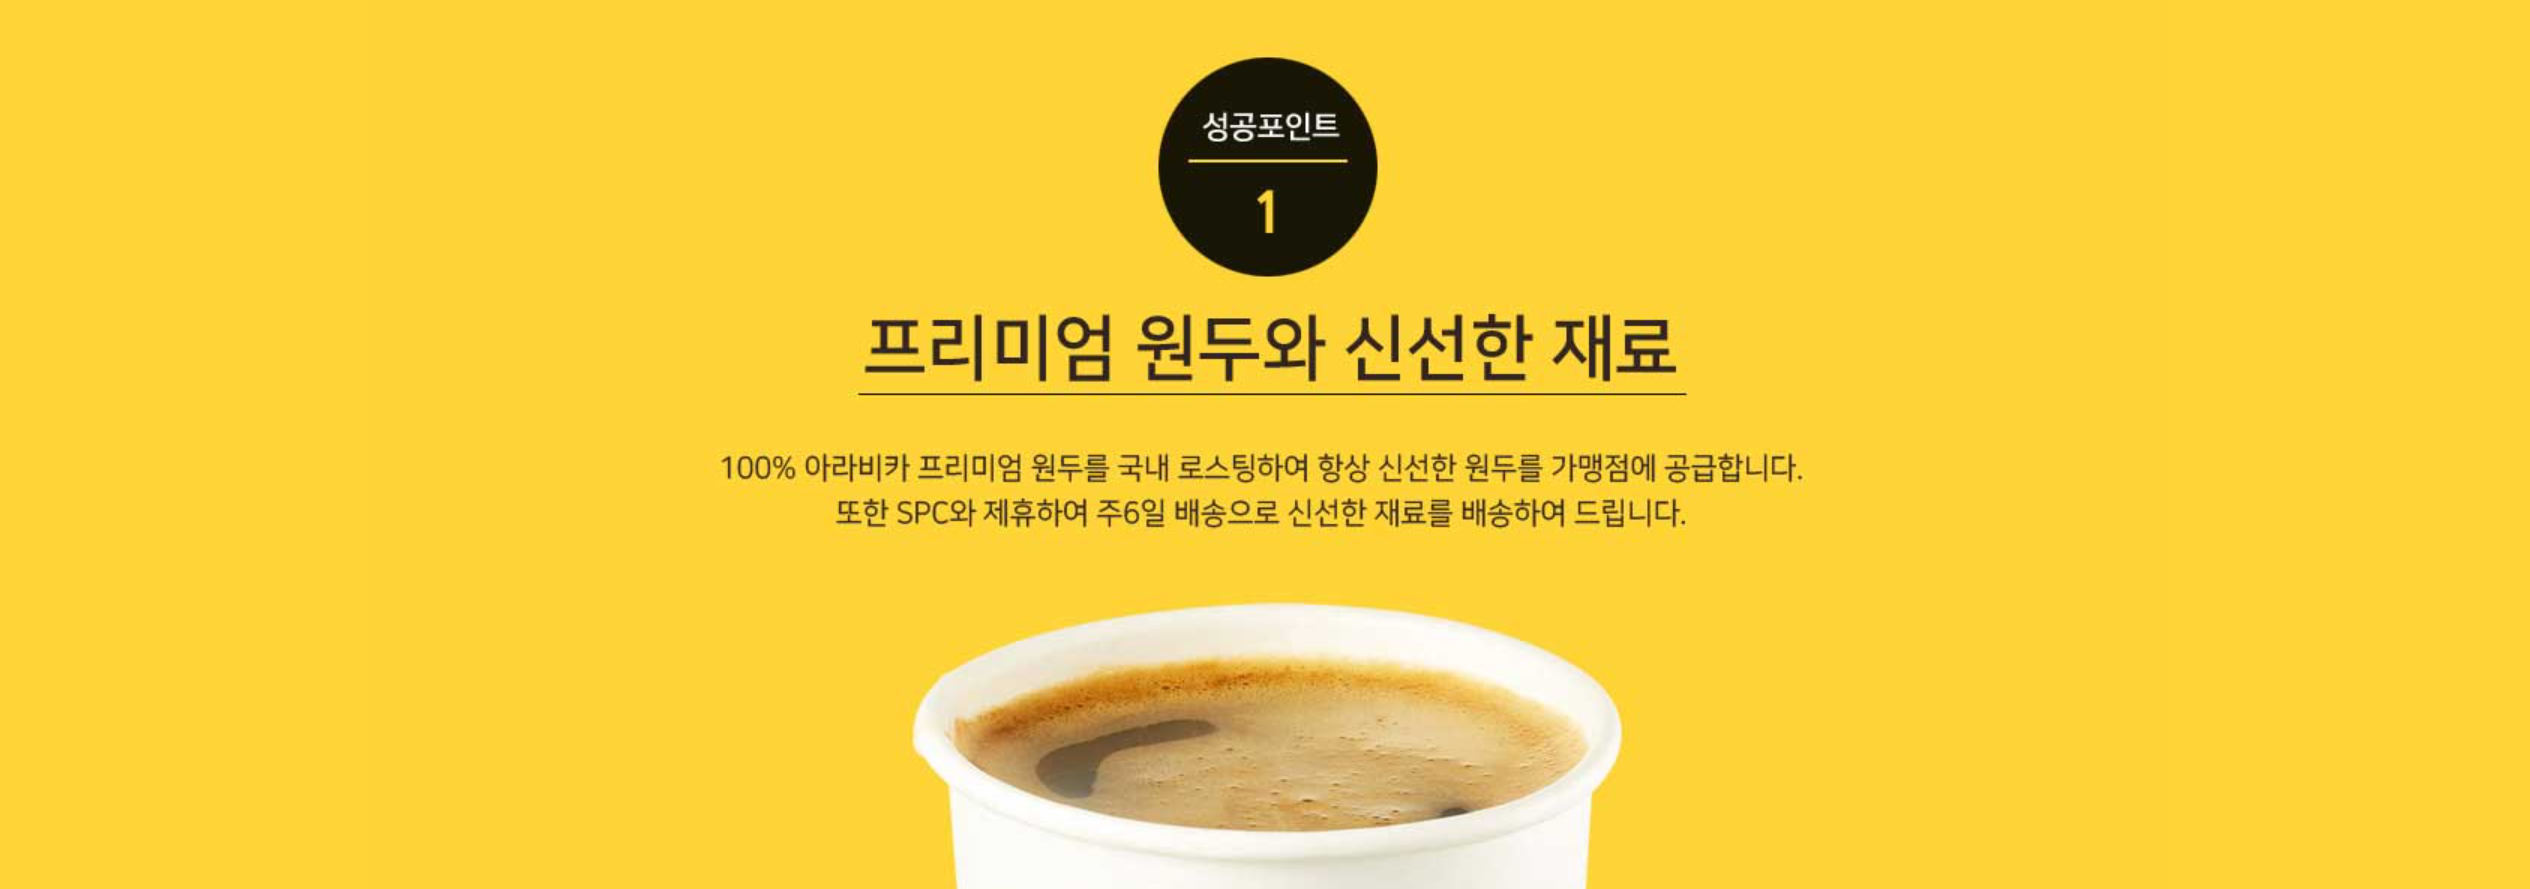 성공포인트
1
프리미엄 원두와 신선한 재료
100% 아라비카 프리미엄 원두를 국내 로스팅하여 항상 신선한 원두를 가맹점에 공급합니다.
또한 SPC와 제휴하여 주6일 배송으로 신선한 재료를 배송하여 드립니다.